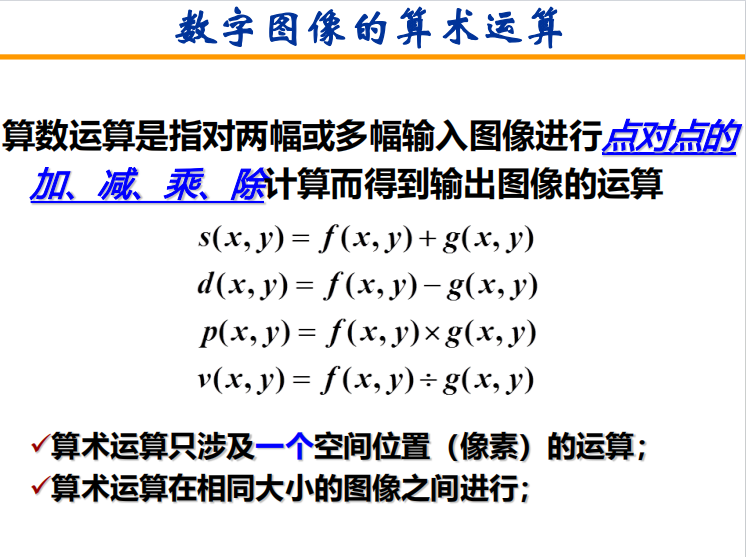 数字图像的算术运算
算数运算是指对两幅或多幅输入图像进行点对点的
加、减、乘、除计算而得到输出图像的运算
s(x, y) = f(x, y) + g(x, y)
d(x, y) = f(x, y) − g(x, y)
p(x, y) = f(x, y) × g(x, y)
v(x, y) = f(x, y) ÷ g(x, y)
✓算术运算只涉及一个空间位置（像素）的运算；
✓算术运算在相同大小的图像之间进行；